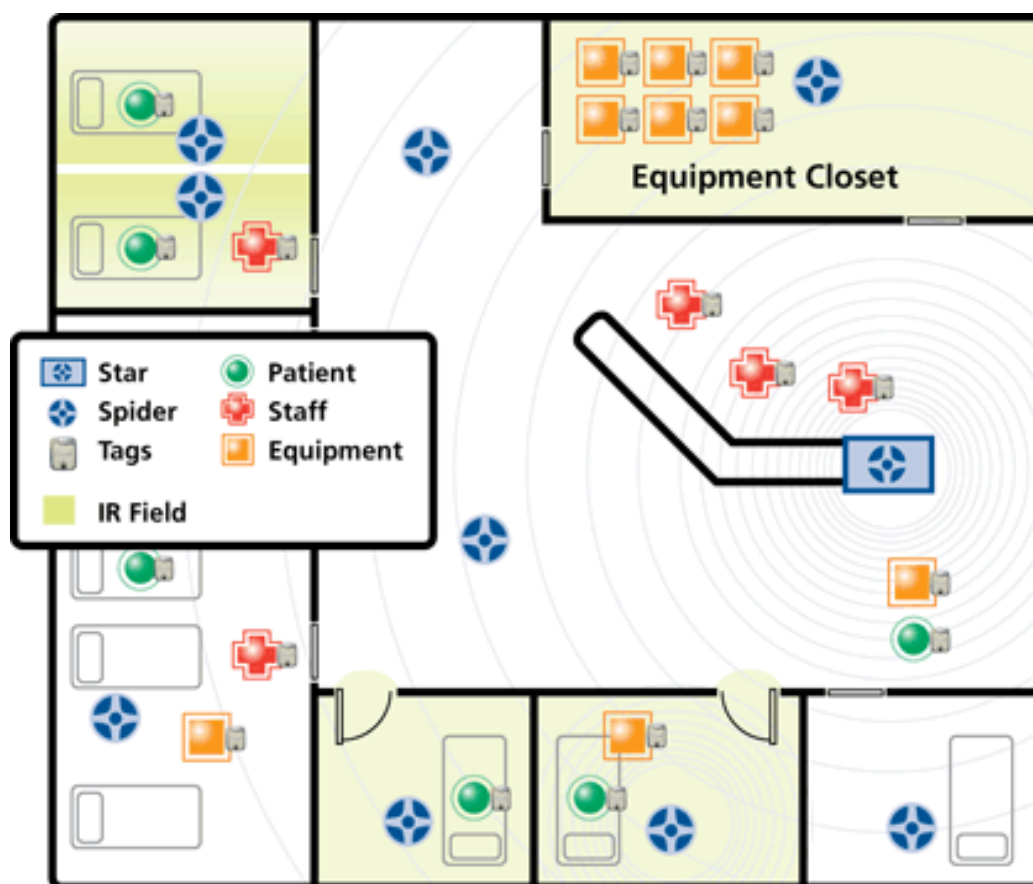 Equipment Closet
Star
Patient
Spider
Staff
Tags
Equipment
IR Field